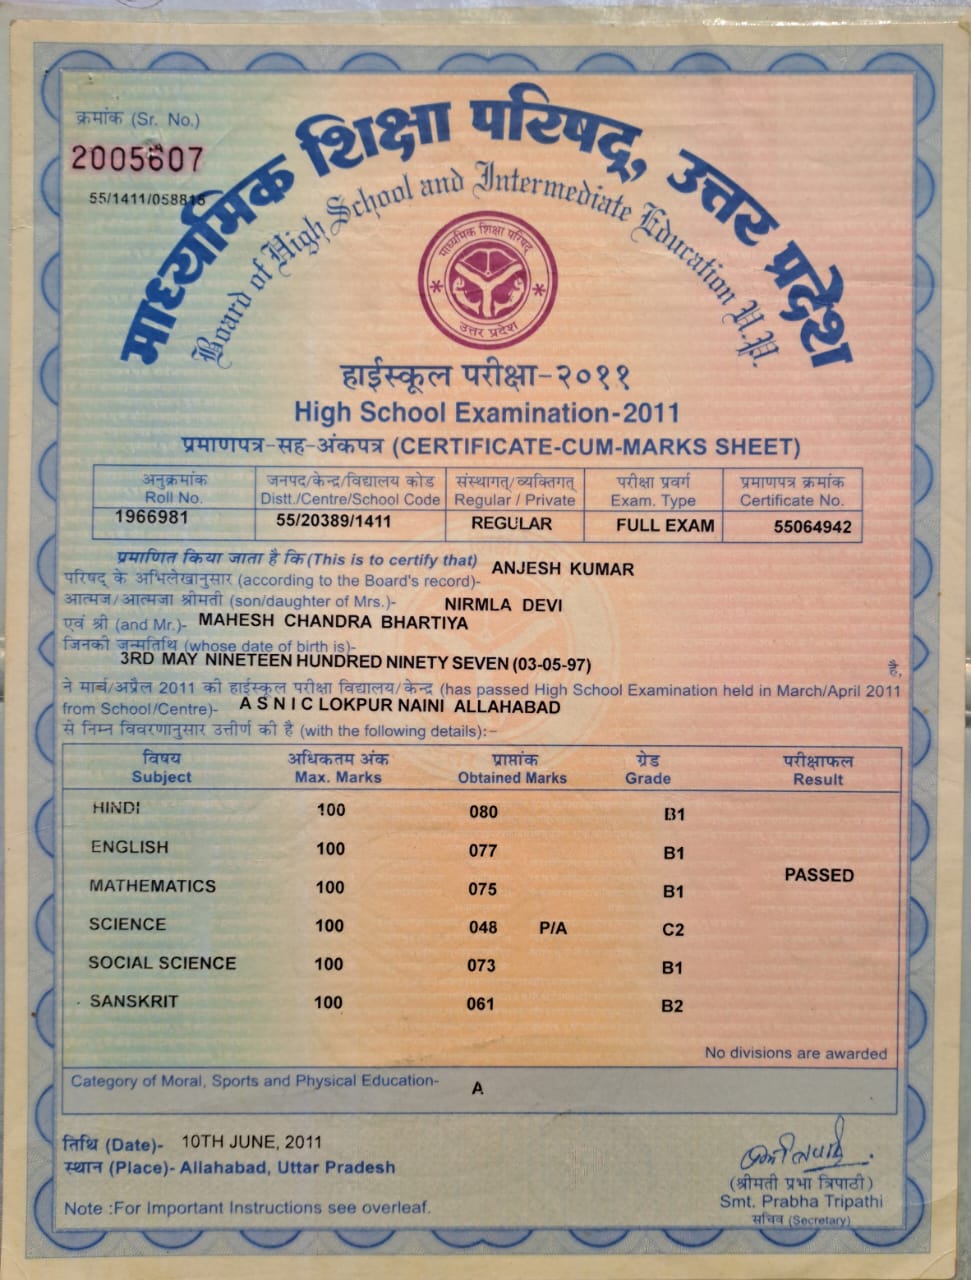 क्रमांक (Sr. No.)
2005607
55/1411/058815
माध्यमिक शिक्षा परिषद्, उत्तर प्रदेश
Board of High School and Intermediate Education U.P.
माध्यमिक शिक्षा परिषद्
उत्तर प्रदेश
हाईस्कूल परीक्षा-२०११
High School Examination-2011
प्रमाणपत्र-सह-अंकपत्र (CERTIFICATE-CUM-MARKS SHEET)
अनुक्रमांक जनपद/केन्द्र/विद्यालय कोड संस्थागत्/व्यक्तिगत् परीक्षा प्रवर्ग प्रमाणपत्र क्रमांक
Roll No. Distt./Centre/School Code Regular / Private Exam. Type Certificate No.
1966981 55/20389/1411 REGULAR FULL EXAM 55064942
प्रमाणित किया जाता है कि (This is to certify that) ANJESH KUMAR
परिषद् के अभिलेखानुसार (according to the Board's record)-
आत्मज/आत्मजा श्रीमती (son/daughter of Mrs.)- NIRMLA DEVI
एवं श्री (and Mr.)- MAHESH CHANDRA BHARTIYA
जिनकी जन्मतिथि (whose date of birth is)-
3RD MAY NINETEEN HUNDRED NINETY SEVEN (03-05-97) है,
ने मार्च/अप्रैल 2011 की हाईस्कूल परीक्षा विद्यालय/केन्द्र (has passed High School Examination held in March/April 2011
from School/Centre)- A S N I C LOKPUR NAINI ALLAHABAD
से निम्न विवरणानुसार उत्तीर्ण की है (with the following details):-
विषय अधिकतम अंक प्राप्तांक ग्रेड परीक्षाफल
Subject Max. Marks Obtained Marks Grade Result
HINDI 100 080 B1
ENGLISH 100 077 B1
PASSED
MATHEMATICS 100 075 B1
SCIENCE 100 048 P/A C2
SOCIAL SCIENCE 100 073 B1
SANSKRIT 100 061 B2
No divisions are awarded
Category of Moral, Sports and Physical Education- A
तिथि (Date)- 10TH JUNE, 2011
स्थान (Place)- Allahabad, Uttar Pradesh
(श्रीमती प्रभा त्रिपाठी)
Smt. Prabha Tripathi
सचिव (Secretary)
Note :For Important Instructions see overleaf.